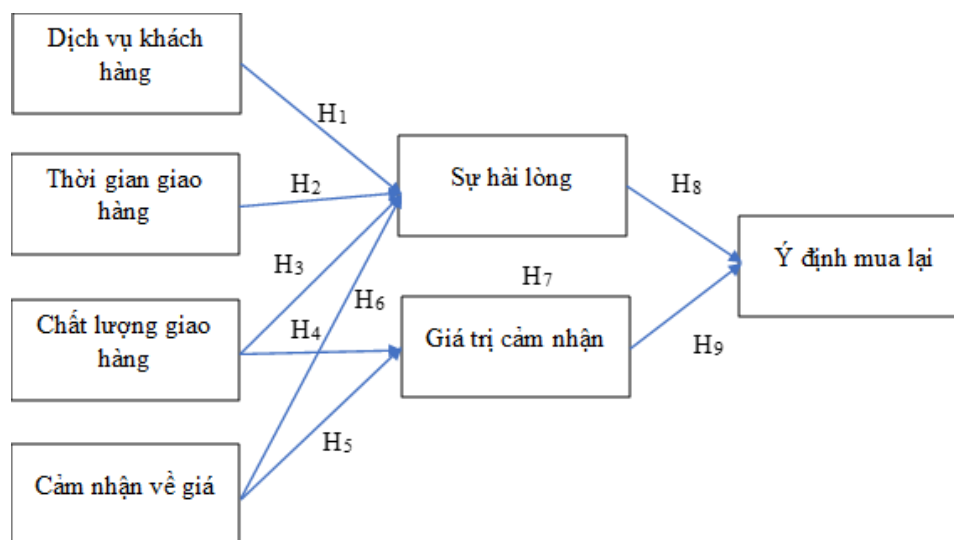 Dịch vụ khách
hàng
H1
Thời gian giao
hàng
H2
Sự hài lòng
H8
Ý định mua lại
H3
H7
H6
Chất lượng giao
hàng
H4
Giá trị cảm nhận
H9
H5
Cảm nhận về giá